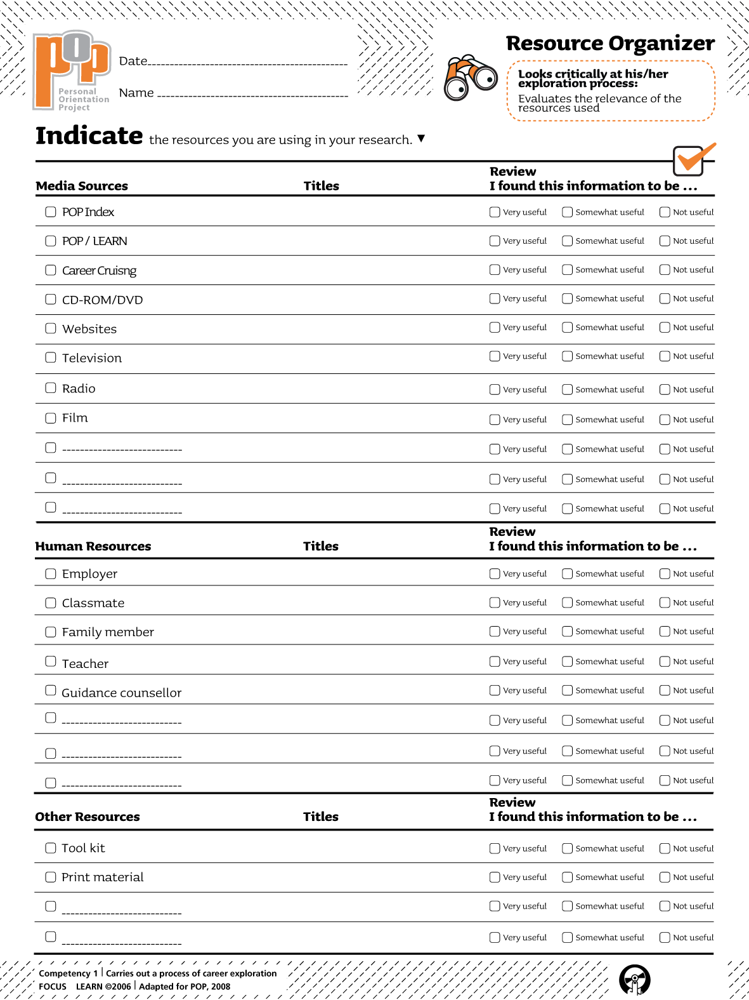 pop
Personal
Orientation
Project
Date
Name
Resource Organizer
Looks critically at his/her
exploration process:
Evaluates the relevance of the
resources used
Indicate the resources you are using in your research.
Media Sources Titles Review
I found this information to be ...
POP Index Very useful Somewhat useful Not useful
POP / LEARN Very useful Somewhat useful Not useful
Career Cruisng Very useful Somewhat useful Not useful
CD-ROM/DVD Very useful Somewhat useful Not useful
Websites Very useful Somewhat useful Not useful
Television Very useful Somewhat useful Not useful
Radio Very useful Somewhat useful Not useful
Film Very useful Somewhat useful Not useful
Very useful Somewhat useful Not useful
Very useful Somewhat useful Not useful
Very useful Somewhat useful Not useful
Human Resources Titles Review
I found this information to be ...
Employer Very useful Somewhat useful Not useful
Classmate Very useful Somewhat useful Not useful
Family member Very useful Somewhat useful Not useful
Teacher Very useful Somewhat useful Not useful
Guidance counsellor Very useful Somewhat useful Not useful
Very useful Somewhat useful Not useful
Very useful Somewhat useful Not useful
Very useful Somewhat useful Not useful
Other Resources Titles Review
I found this information to be ...
Tool kit Very useful Somewhat useful Not useful
Print material Very useful Somewhat useful Not useful
Very useful Somewhat useful Not useful
Very useful Somewhat useful Not useful
Competency 1 | Carries out a process of career exploration
FOCUS LEARN ©2006 | Adapted for POP, 2008